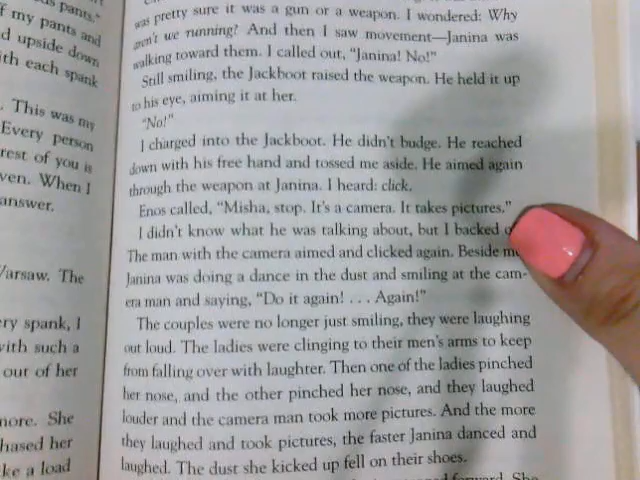 us pants."
f my pants and
d upside down
ith each spank
. This was my
Every person
rest of you is
ven. When I
answer.
Warsaw. The
ry spank, I
with such a
out of her
more. She
hased her
ke a load
was pretty sure it was a gun or a weapon. I wondered: Why
aren't we running? And then I saw movement—Janina was
walking toward them. I called out, "Janina! No!"
Still smiling, the Jackboot raised the weapon. He held it up
to his eye, aiming it at her.
"No!"
I charged into the Jackboot. He didn't budge. He reached
down with his free hand and tossed me aside. He aimed again
through the weapon at Janina. I heard: click.
Enos called, "Misha, stop. It's a camera. It takes pictures."
I didn't know what he was talking about, but I backed
The man with the camera aimed and clicked again. Beside me
Janina was doing a dance in the dust and smiling at the cam-
era man and saying, "Do it again! . . . Again!"
The couples were no longer just smiling, they were laughing
out loud. The ladies were clinging to their men's arms to keep
from falling over with laughter. Then one of the ladies pinched
her nose, and the other pinched her nose, and they laughed
louder and the camera man took more pictures. And the more
they laughed and took pictures, the faster Janina danced and
laughed. The dust she kicked up fell on their shoes.
forward. She